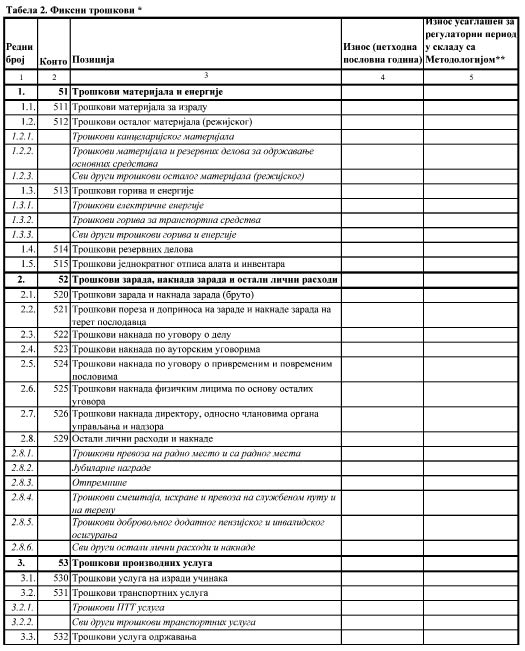 Табела 2. Фиксни трошкови *
Редни број Конто Позиција Износ (петходна пословна година) Износ усаглашен за регулаторни период у складу са Методологијом**
1 2 3 4 5
1. 51 Трошкови материјала и енергије
1.1. 511 Трошкови материјала за израду
1.2. 512 Трошкови осталог материјала (режијског)
1.2.1. Трошкови канцеларијског материјала
1.2.2. Трошкови материјала и резервних делова за одржавање
основних средстава
1.2.3. Сви други трошкови осталог материјала (режијског)
1.3. 513 Трошкови горива и енергије
1.3.1. Трошкови електричне енергије
1.3.2. Трошкови горива за транспортна средства
1.3.3. Сви други трошкови горива и енергије
1.4. 514 Трошкови резервних делова
1.5. 515 Трошкови једнократног отписа алата и инвентара
2. 52 Трошкови зарада, накнада зарада и остали лични расходи
2.1. 520 Трошкови зарада и накнада зарада (бруто)
2.2. 521 Трошкови пореза и доприноса на зараде и накнаде зарада на
терет послодавца
2.3. 522 Трошкови накнада по уговору о делу
2.4. 523 Трошкови накнада по ауторским уговорима
2.5. 524 Трошкови накнада по уговору о привременим и повременим
пословима
2.6. 525 Трошкови накнада физичким лицима по основу осталих
уговора
2.7. 526 Трошкови накнада директору, односно члановима органа
управљања и надзора
2.8. 529 Остали лични расходи и накнаде
2.8.1. Трошкови превоза на радно место и са радног места
2.8.2. Јубиларне награде
2.8.3. Отпремнине
2.8.4. Трошкови смештаја, исхране и превоза на службеном путу и
на терену
2.8.5. Трошкови добровољног додатног пензијског и инвалидског
осигурања
2.8.6. Сви други остали лични расходи и накнаде
3. 53 Трошкови производних услуга
3.1. 530 Трошкови услуга на изради учинака
3.2. 531 Трошкови транспортних услуга
3.2.1. Трошкови ПТТ услуга
3.2.2. Сви други трошкови транспортних услуга
3.3. 532 Трошкови услуга одржавања